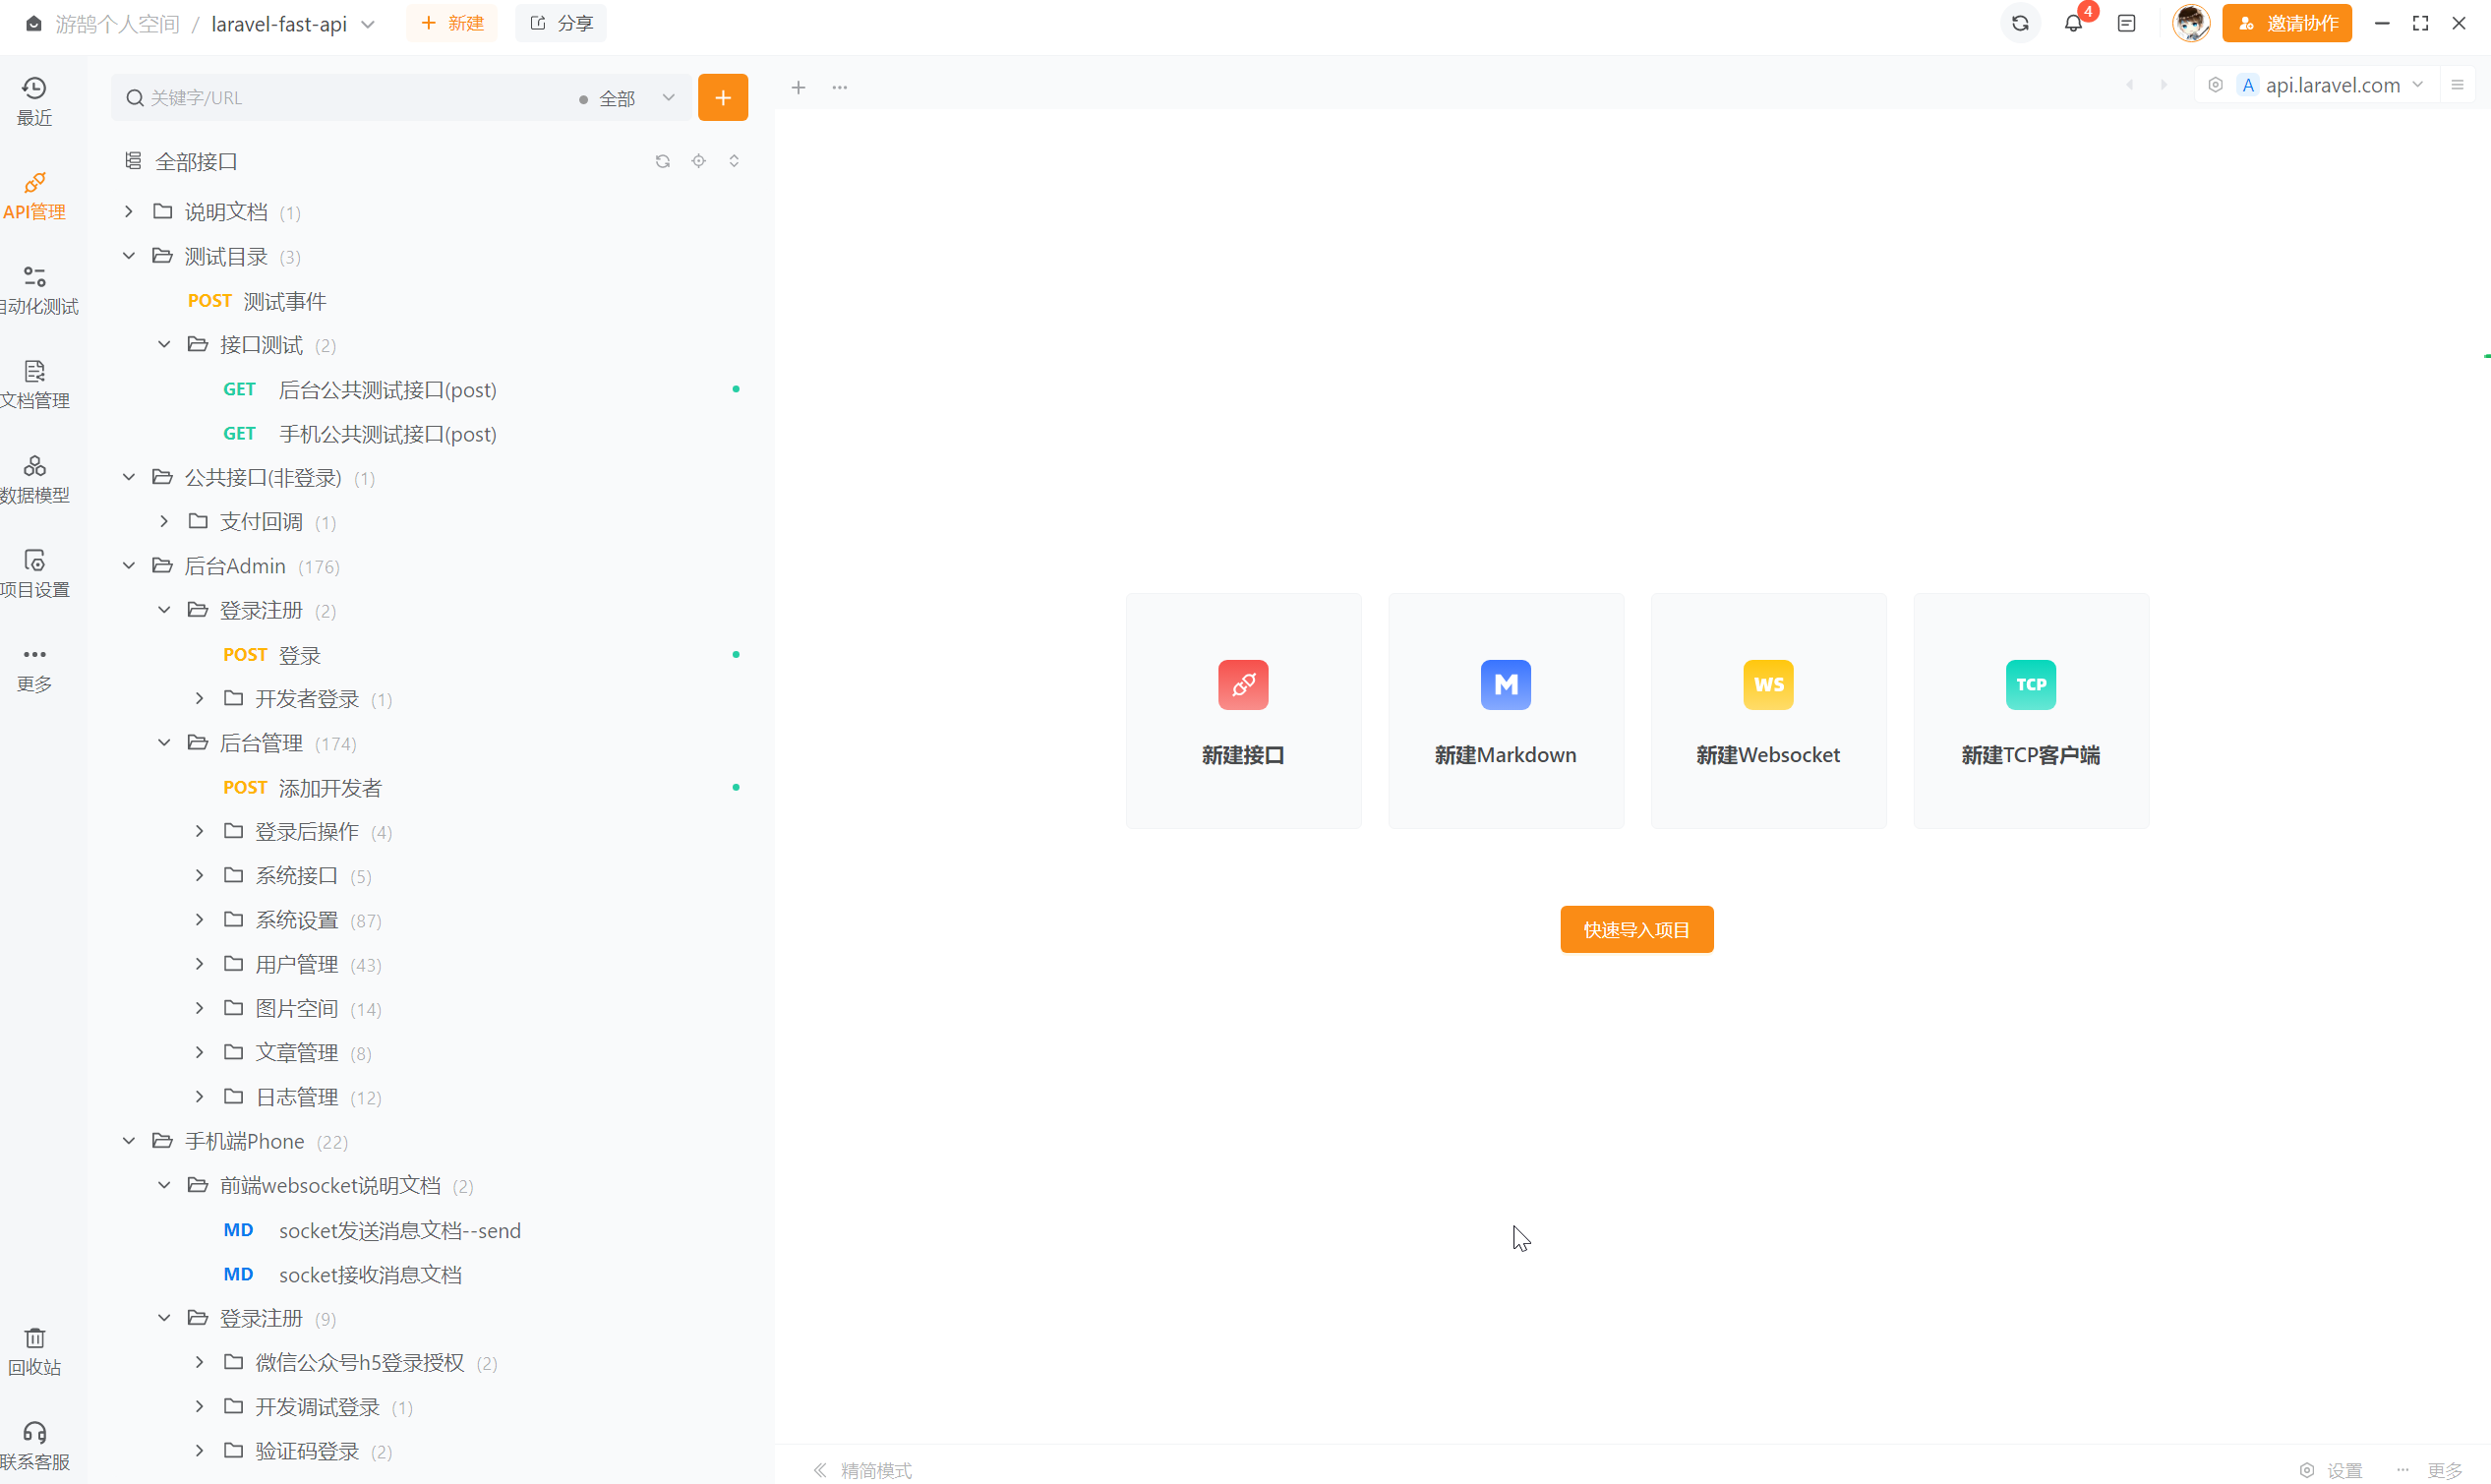 游鹄个人空间 / laravel-fast-api
新建
分享
4
邀请协作
最近
API管理
自动化测试
文档管理
数据模型
项目设置
更多
回收站
联系客服
关键字/URL
全部
全部接口
说明文档 (1)
测试目录 (3)
POST 测试事件
接口测试 (2)
GET 后台公共测试接口(post)
GET 手机公共测试接口(post)
公共接口(非登录) (1)
支付回调 (1)
后台Admin (176)
登录注册 (2)
POST 登录
开发者登录 (1)
后台管理 (174)
POST 添加开发者
登录后操作 (4)
系统接口 (5)
系统设置 (87)
用户管理 (43)
图片空间 (14)
文章管理 (8)
日志管理 (12)
手机端Phone (22)
前端websocket说明文档 (2)
MD socket发送消息文档--send
MD socket接收消息文档
登录注册 (9)
微信公众号h5登录授权 (2)
开发调试登录 (1)
验证码登录 (2)
A api.laravel.com
M
WS
TCP
新建接口
新建Markdown
新建Websocket
新建TCP客户端
快速导入项目
精简模式
设置
更多